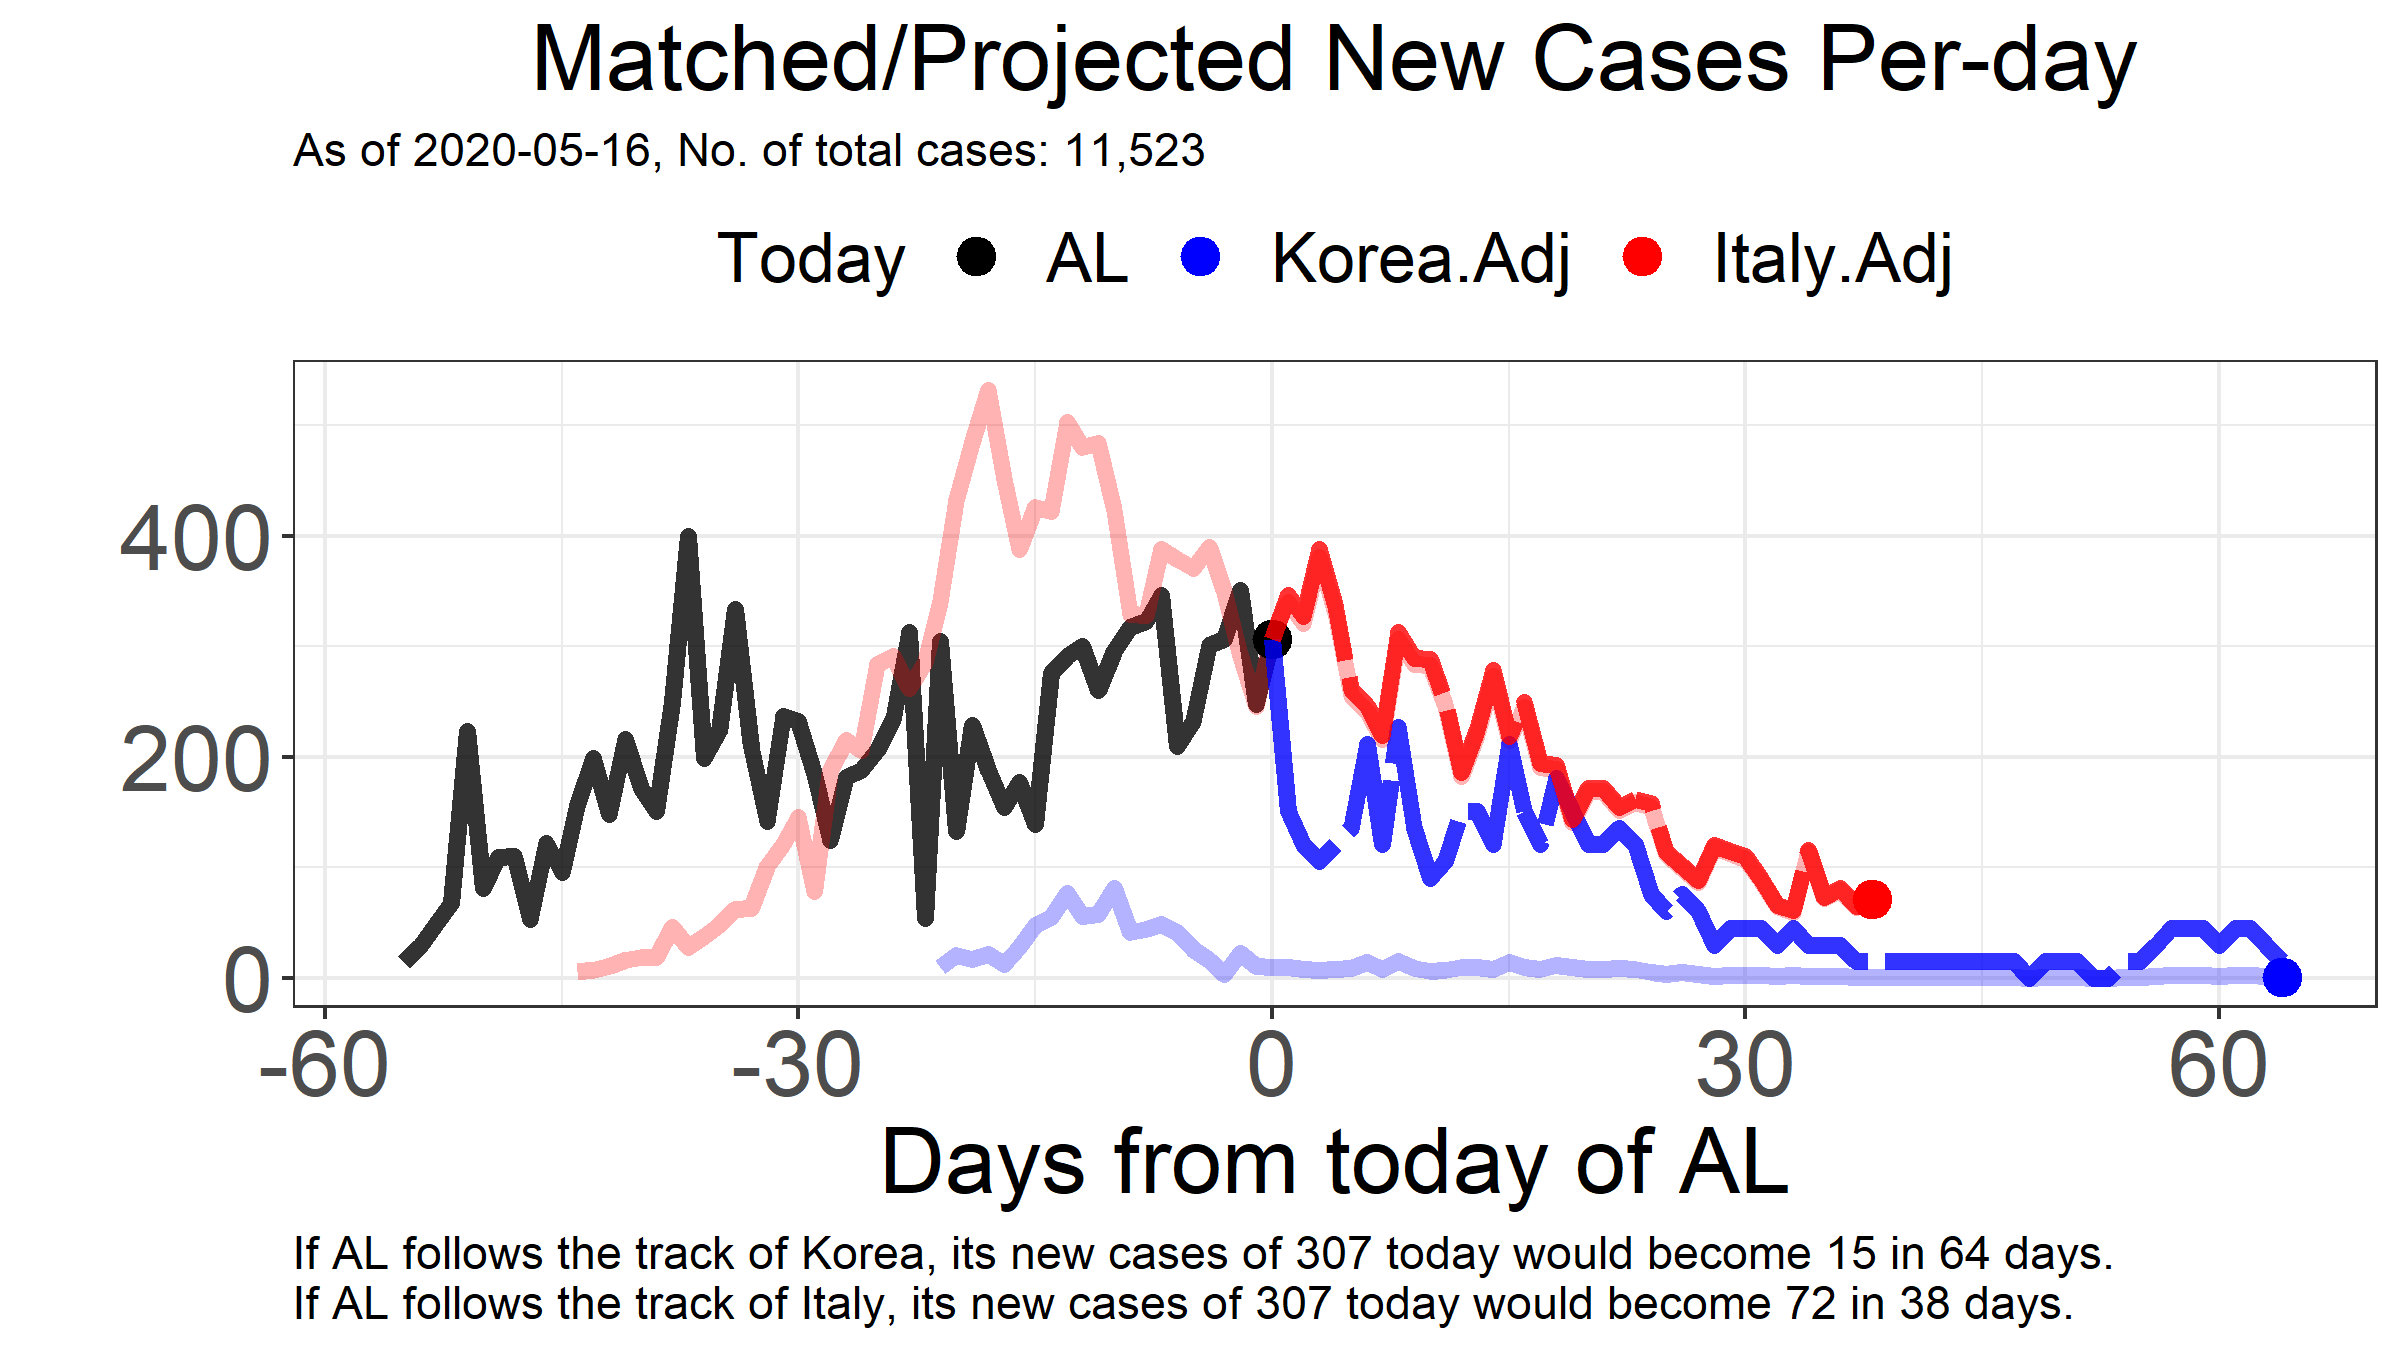 Matched/Projected New Cases Per-day
As of 2020-05-16, No. of total cases: 11,523
Today AL Korea.Adj Italy.Adj
400
200
0
-60 -30 0 30 60
Days from today of AL
If AL follows the track of Korea, its new cases of 307 today would become 15 in 64 days.
If AL follows the track of Italy, its new cases of 307 today would become 72 in 38 days.